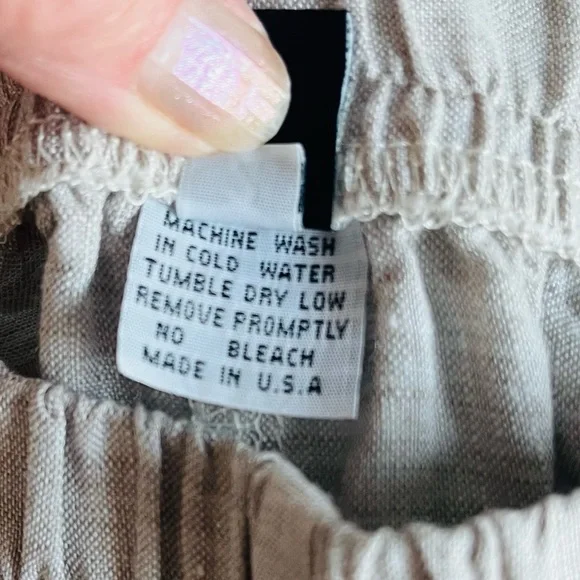 MACHINE WASH
IN COLD WATER
TUMBLE DRY LOW
REMOVE PROMPTLY
NO BLEACH
MADE IN U.S.A